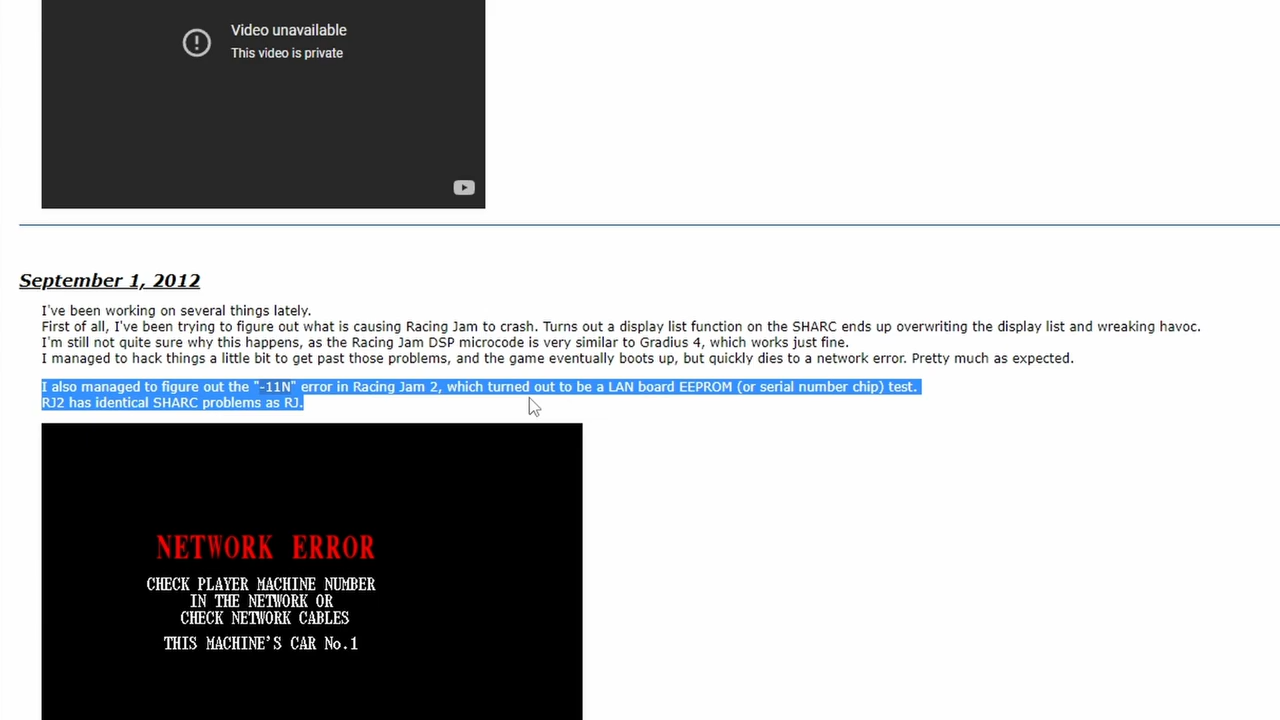 Video unavailable
This video is private
September 1, 2012
I've been working on several things lately.
First of all, I've been trying to figure out what is causing Racing Jam to crash. Turns out a display list function on the SHARC ends up overwriting the display list and wreaking havoc.
I'm still not quite sure why this happens, as the Racing Jam DSP microcode is very similar to Gradius 4, which works just fine.
I managed to hack things a little bit to get past those problems, and the game eventually boots up, but quickly dies to a network error. Pretty much as expected.
I also managed to figure out the "-11N" error in Racing Jam 2, which turned out to be a LAN board EEPROM (or serial number chip) test.
RJ2 has identical SHARC problems as RJ.
NETWORK ERROR
CHECK PLAYER MACHINE NUMBER
IN THE NETWORK OR
CHECK NETWORK CABLES
THIS MACHINE'S CAR No.1